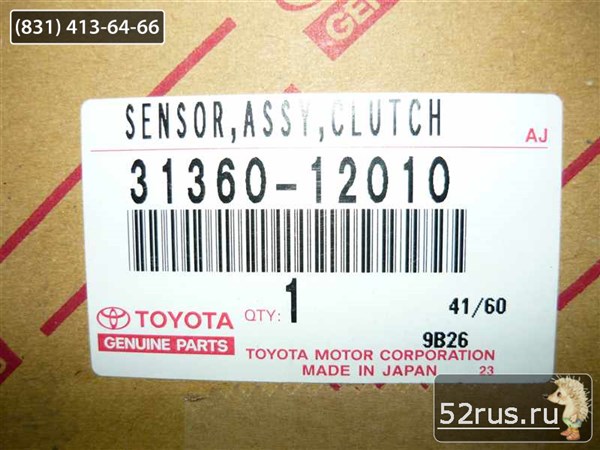 (831) 413-64-66
GENU
SENSOR,ASSY,CLUTCH
AJ
31360-12010
TOYOTA
QTY: 1
41/60
GENUINE PARTS
9B26
TOYOTA MOTOR CORPORATION
MADE IN JAPAN 23
52rus.ru